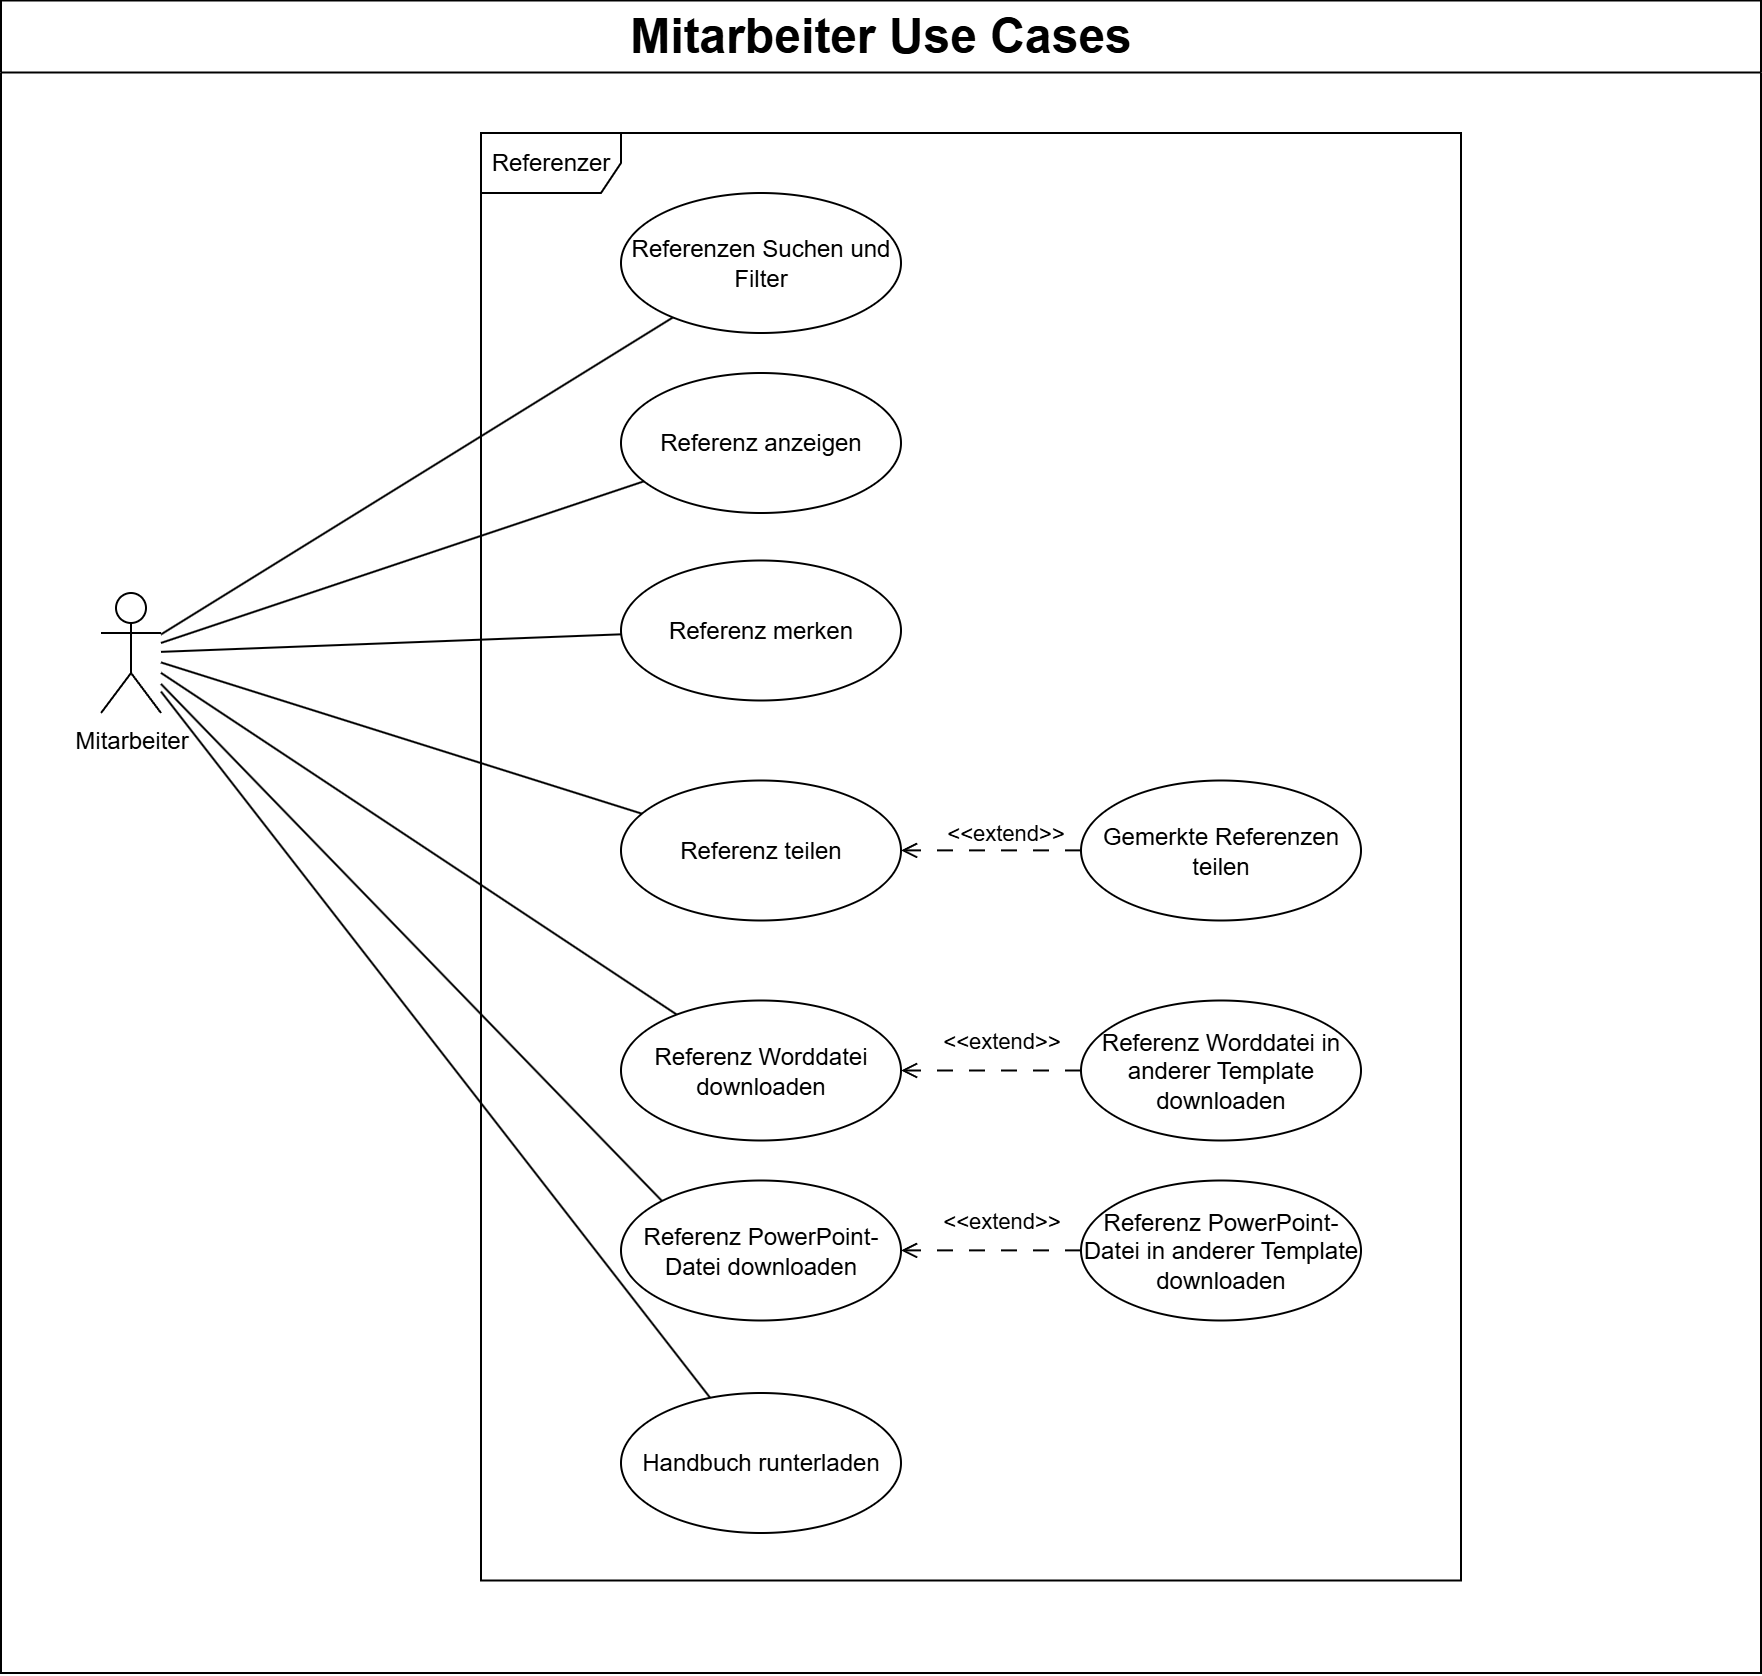 Mitarbeiter Use Cases
Referenzer
Referenzen Suchen und
Filter
Referenz anzeigen
Referenz merken
Mitarbeiter
Referenz teilen
<<extend>>
Gemerkte Referenzen
teilen
Referenz Worddatei
downloaden
<<extend>>
Referenz Worddatei in
anderer Template
downloaden
Referenz PowerPoint-
Datei downloaden
<<extend>>
Referenz PowerPoint-
Datei in anderer Template
downloaden
Handbuch runterladen